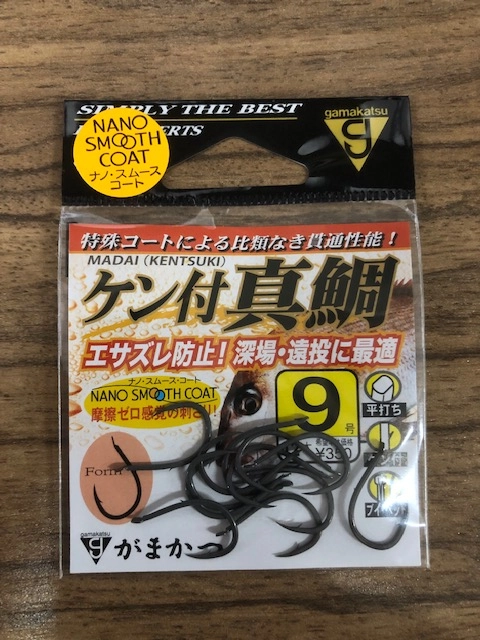 SIMPLY THE BEST
gamakatsu
NANO
SMOOTH
COAT
ナノ・スムース
コート
特殊コートによる比類なき貫通性能！
MADAI (KENTSUKI)
ケン付真鯛
エサズレ防止！深場・遠投に最適
ナノ・スムース・コート
NANO SMOOTH COAT
摩擦ゼロ感覚の刺さり!!
9号
平打ち
¥350
Form
gamakatsu
がまかつ